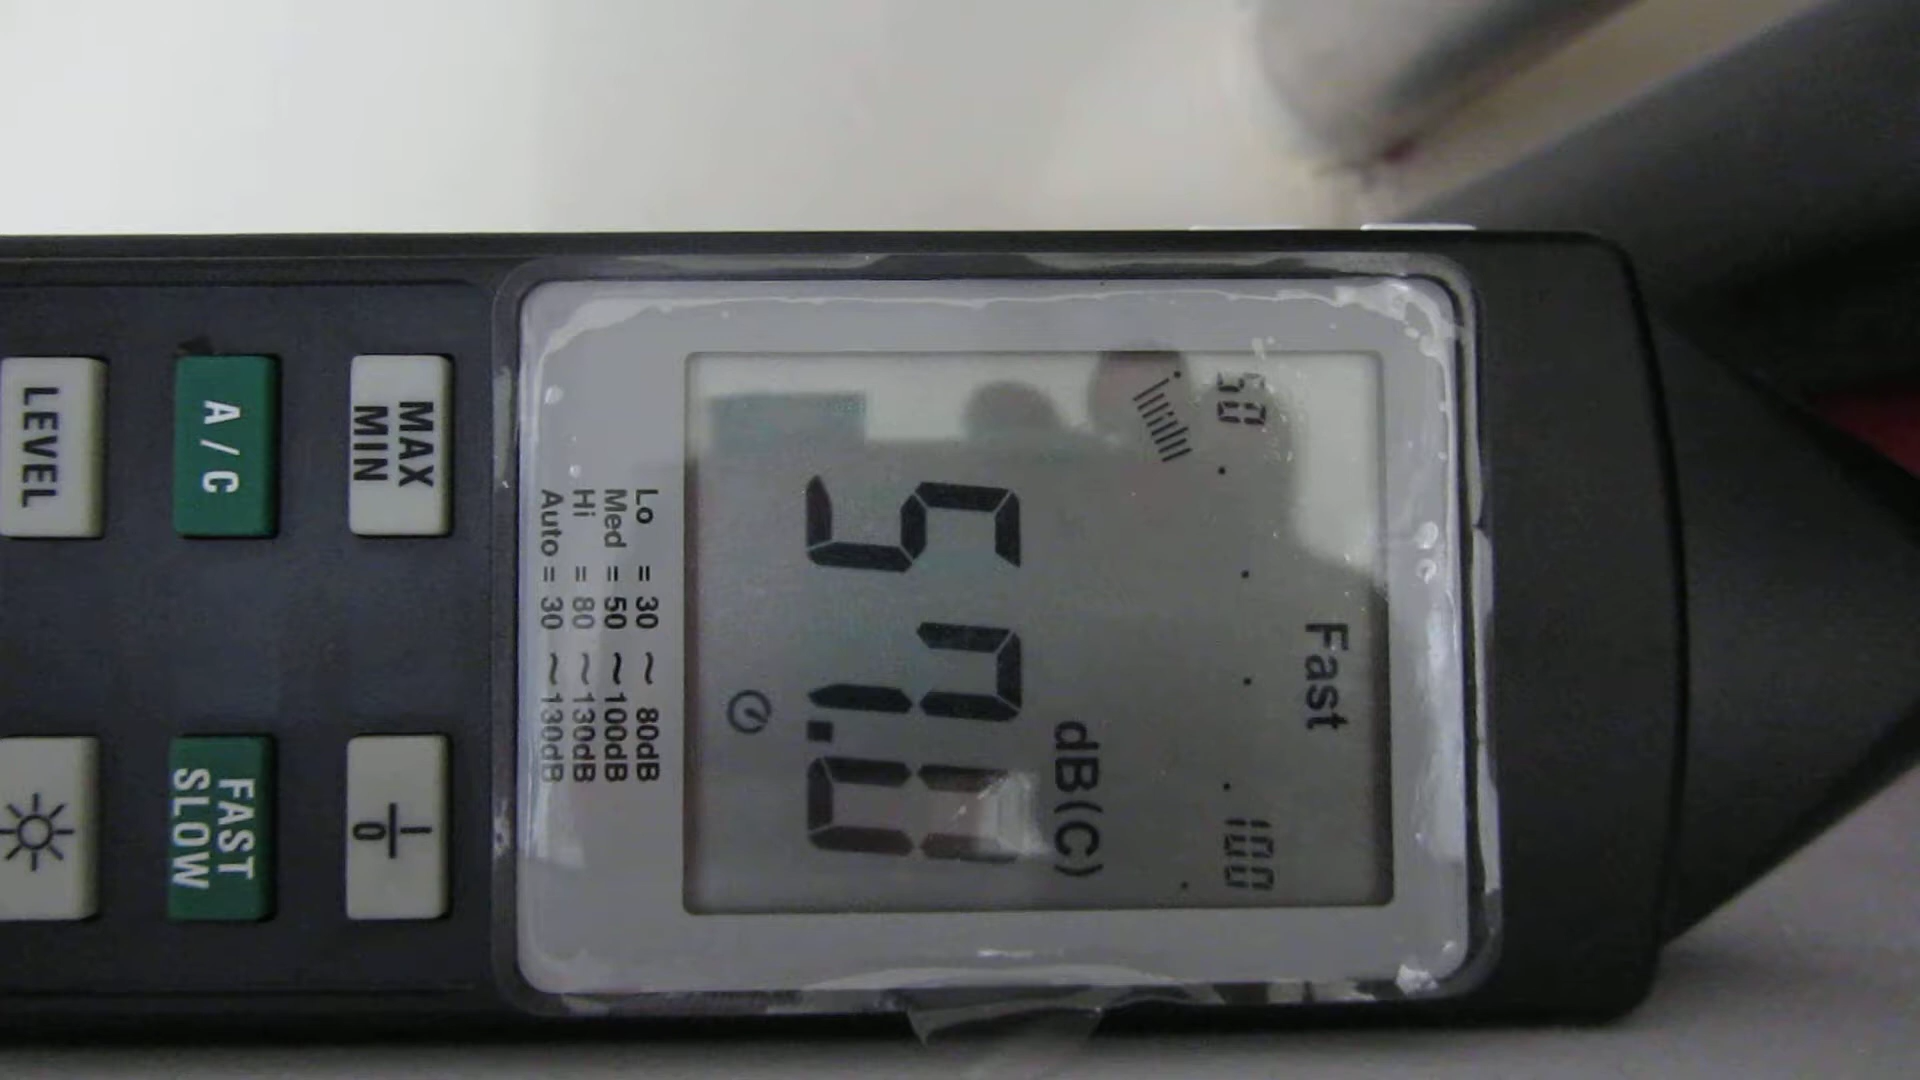 Fast
50 100
dB(C)
57.0
Lo = 30 ~ 80dB
Med = 50 ~ 100dB
Hi = 80 ~ 130dB
Auto = 30 ~ 130dB
MAX
MIN
I
0
A/C
FAST
SLOW
LEVEL